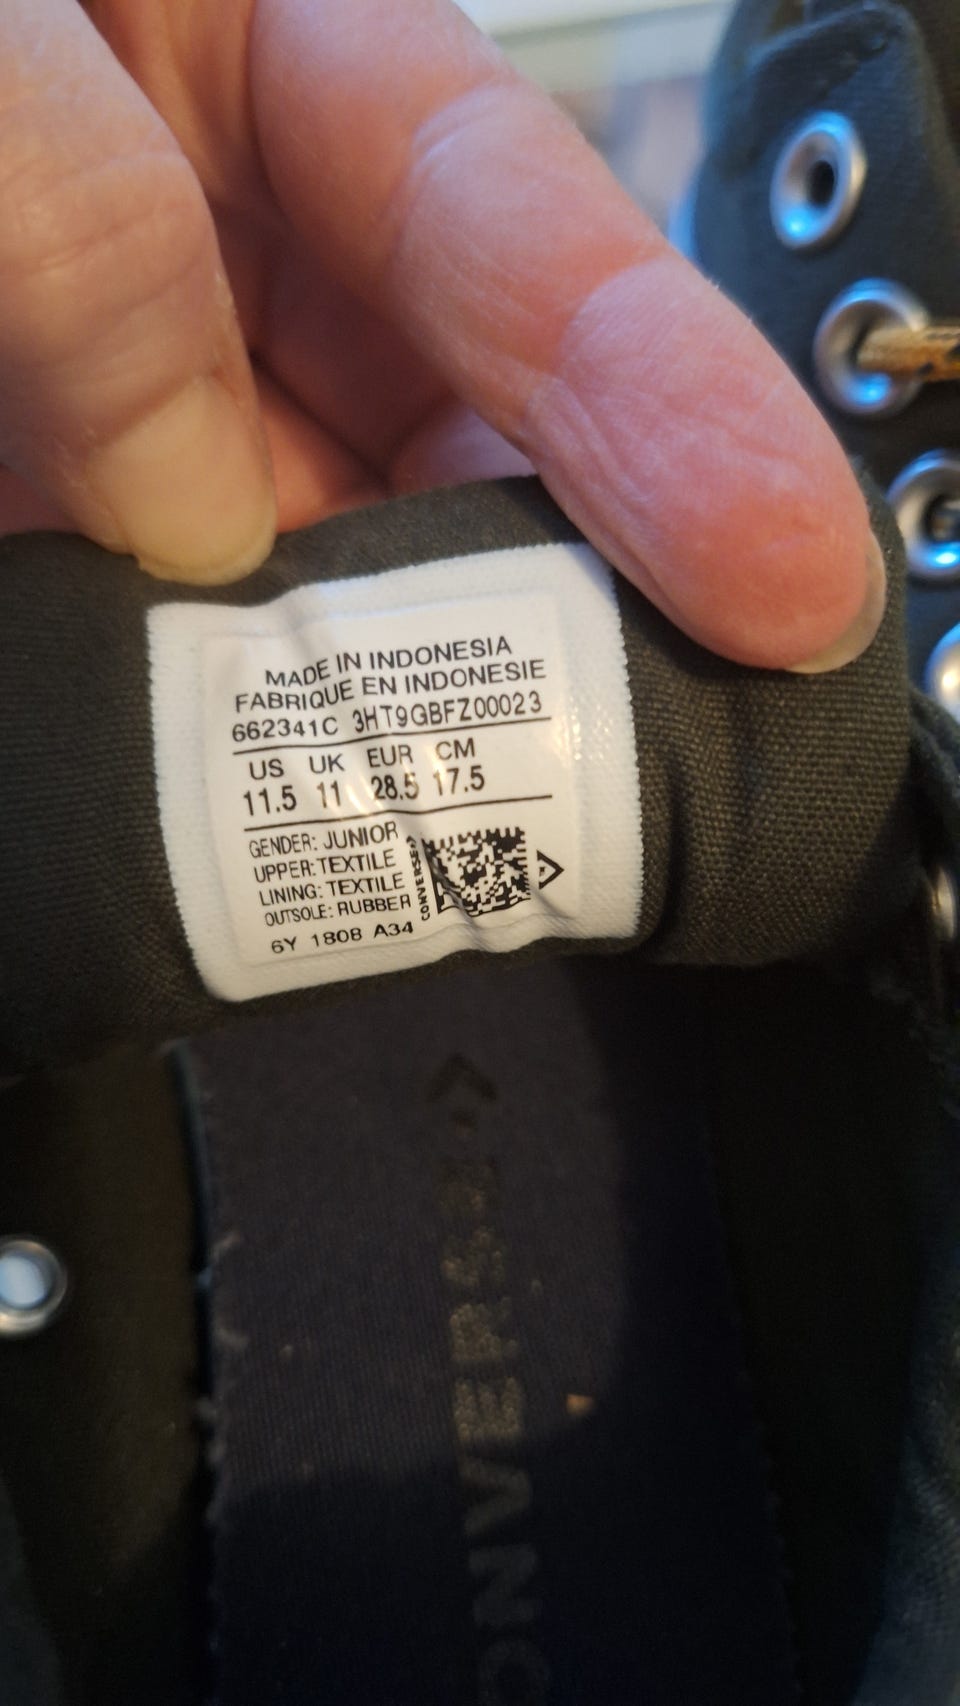 MADE IN INDONESIA
FABRIQUE EN INDONESIE
662341C 3HT9GBFZ00023
US UK EUR CM
11.5 11 28.5 17.5
GENDER: JUNIOR
UPPER: TEXTILE
LINING: TEXTILE
OUTSOLE: RUBBER
CONVERSE
6Y 1808 A34
CONVERSE